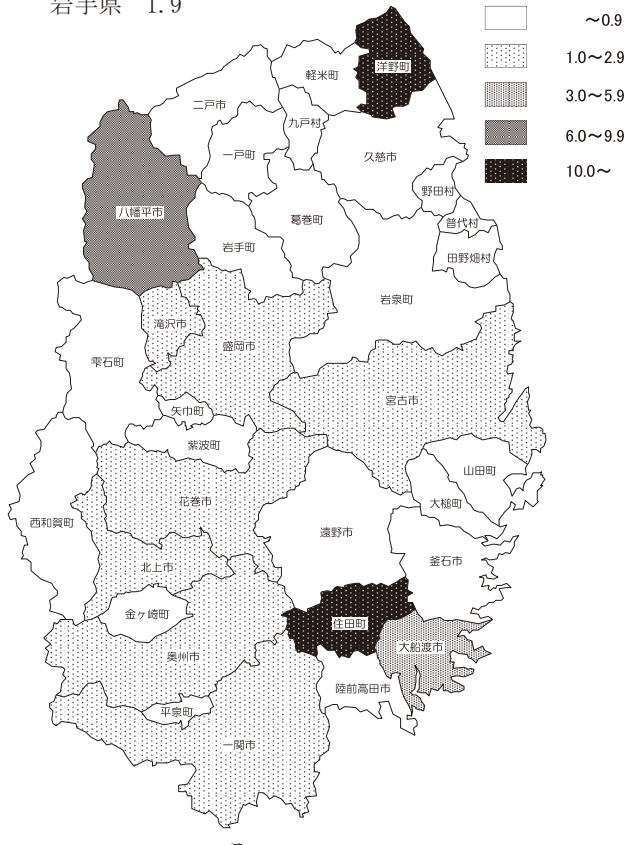 岩手県 1.9
～0.9
1.0～2.9
3.0～5.9
6.0～9.9
10.0～
洋野町
軽米町
二戸市
九戸村
一戸町
久慈市
野田村
八幡平市
葛巻町
普代村
岩手町
田野畑村
岩泉町
滝沢市
盛岡市
雫石町
宮古市
矢巾町
紫波町
山田町
花巻市
大槌町
西和賀町
遠野市
釜石市
北上市
金ヶ崎町
住田町
大船渡市
奥州市
陸前高田市
平泉町
一関市